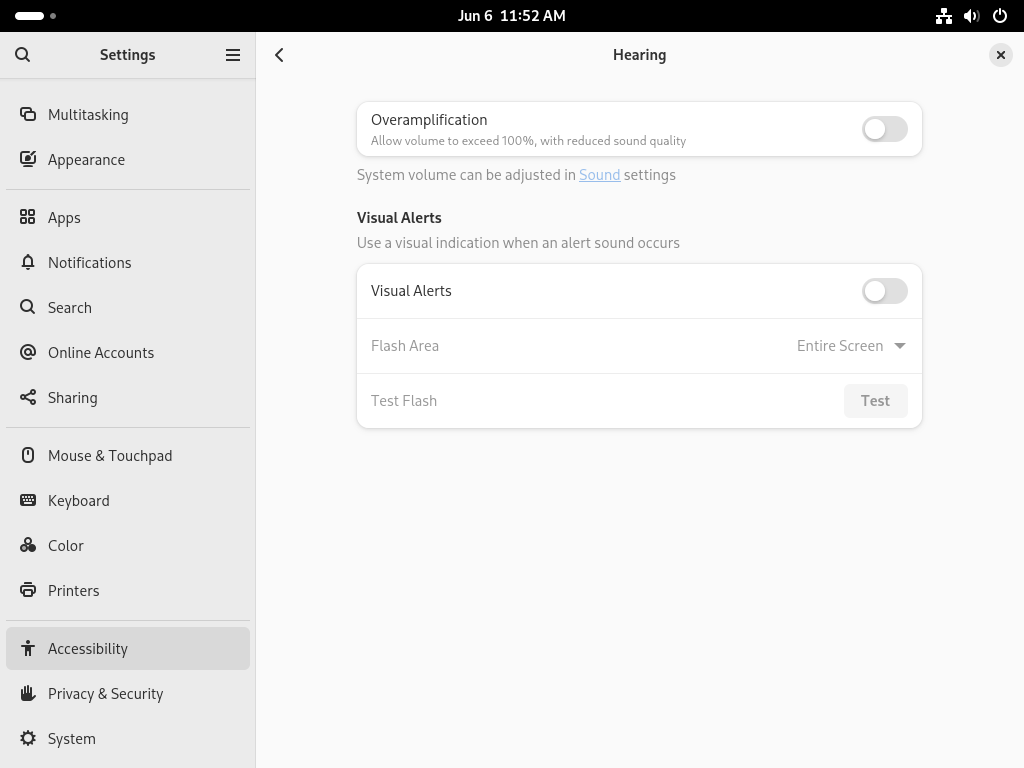 Jun 6 11:52 AM
Settings
Hearing
Multitasking
Appearance
Apps
Notifications
Search
Online Accounts
Sharing
Mouse & Touchpad
Keyboard
Color
Printers
Accessibility
Privacy & Security
System
Overamplification
Allow volume to exceed 100%, with reduced sound quality
System volume can be adjusted in Sound settings
Visual Alerts
Use a visual indication when an alert sound occurs
Visual Alerts
Flash Area
Entire Screen
Test Flash
Test